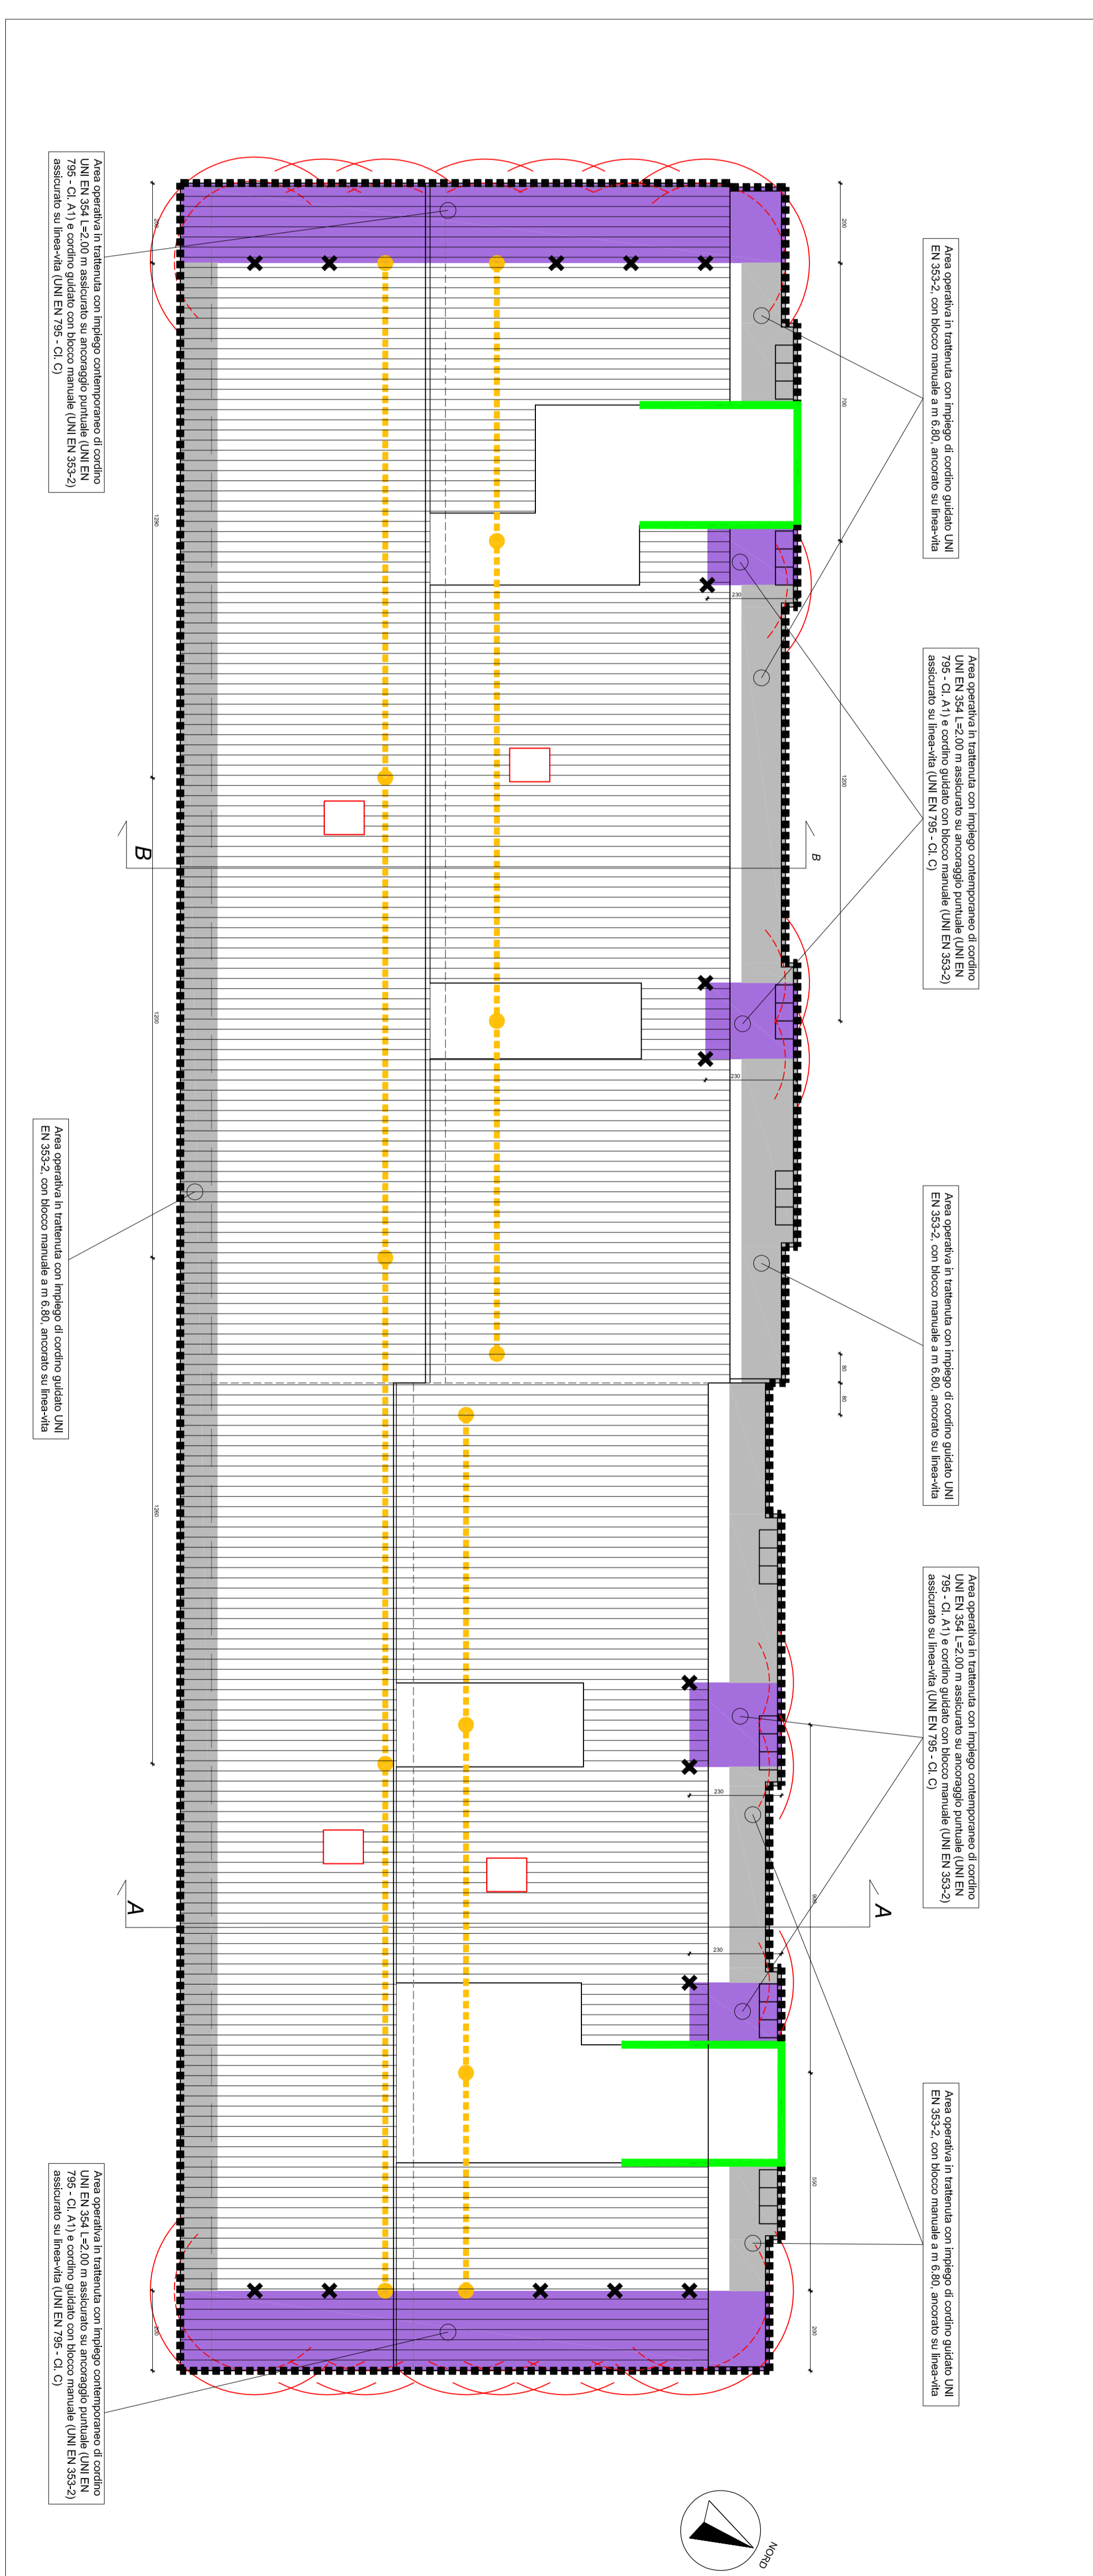 Area operativa in trattenuta con impiego di cordino guidato UNI
EN 353-2, con blocco manuale a m 6.80, ancorato su linea-vita
Area operativa in trattenuta con impiego contemporaneo di cordino
UNI EN 354 L=2.00 m assicurato su ancoraggio puntuale (UNI EN
795 - Cl. A1) e cordino guidato con blocco manuale (UNI EN 353-2)
assicurato su linea-vita (UNI EN 795 - Cl. C)
Area operativa in trattenuta con impiego di cordino guidato UNI
EN 353-2, con blocco manuale a m 6.80, ancorato su linea-vita
Area operativa in trattenuta con impiego contemporaneo di cordino
UNI EN 354 L=2.00 m assicurato su ancoraggio puntuale (UNI EN
795 - Cl. A1) e cordino guidato con blocco manuale (UNI EN 353-2)
assicurato su linea-vita (UNI EN 795 - Cl. C)
Area operativa in trattenuta con impiego di cordino guidato UNI
EN 353-2, con blocco manuale a m 6.80, ancorato su linea-vita
200
700
1200
80
80
900
550
200
B
A
NORD
230
230
230
230
200
1290
B
1200
1260
A
200
Area operativa in trattenuta con impiego contemporaneo di cordino
UNI EN 354 L=2.00 m assicurato su ancoraggio puntuale (UNI EN
795 - Cl. A1) e cordino guidato con blocco manuale (UNI EN 353-2)
assicurato su linea-vita (UNI EN 795 - Cl. C)
Area operativa in trattenuta con impiego di cordino guidato UNI
EN 353-2, con blocco manuale a m 6.80, ancorato su linea-vita
Area operativa in trattenuta con impiego contemporaneo di cordino
UNI EN 354 L=2.00 m assicurato su ancoraggio puntuale (UNI EN
795 - Cl. A1) e cordino guidato con blocco manuale (UNI EN 353-2)
assicurato su linea-vita (UNI EN 795 - Cl. C)